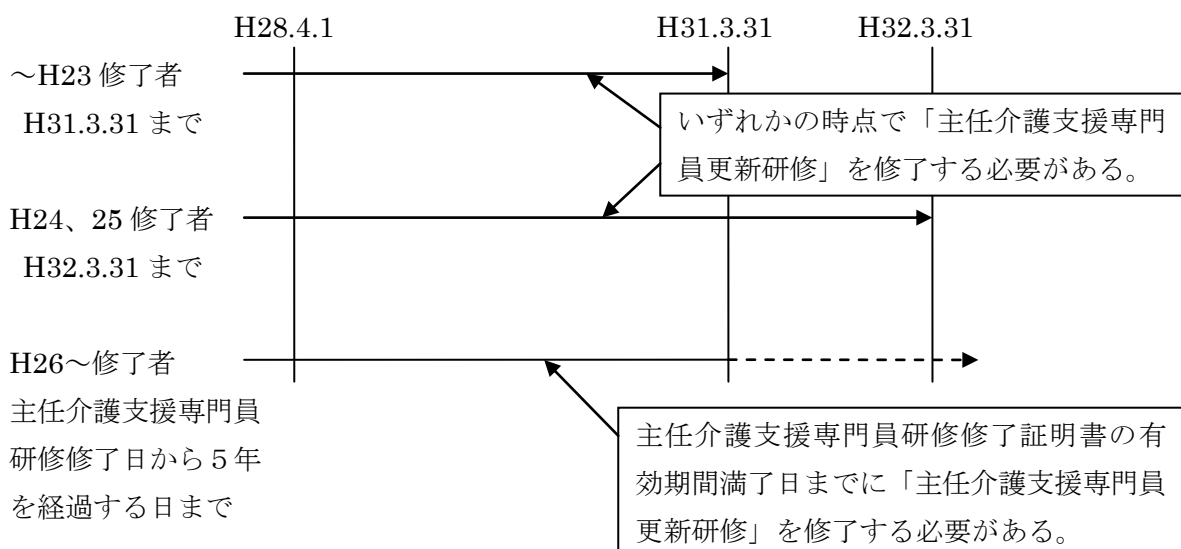 H28.4.1 H31.3.31 H32.3.31
～H23 修了者
H31.3.31 まで
いずれかの時点で「主任介護支援専門
員更新研修」を修了する必要がある。
H24、25 修了者
H32.3.31 まで
H26～修了者
主任介護支援専門員
研修修了日から５年
を経過する日まで
主任介護支援専門員研修修了証明書の有
効期間満了日までに「主任介護支援専門員
更新研修」を修了する必要がある。